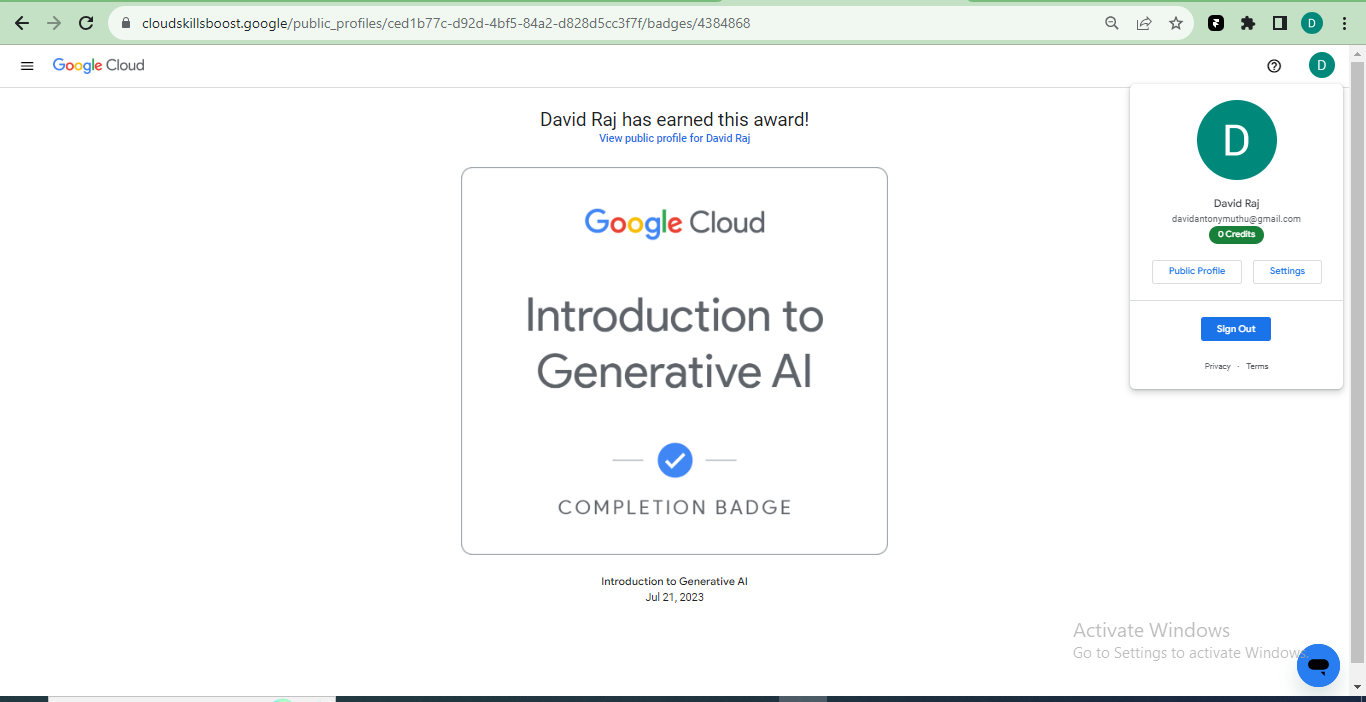 cloudskillsboost.google/public_profiles/ced1b77c-d92d-4bf5-84a2-d828d5cc3f7f/badges/4384868
D
Google Cloud
D
David Raj has earned this award!
View public profile for David Raj
Google Cloud
Introduction to
Generative AI
COMPLETION BADGE
Introduction to Generative AI
Jul 21, 2023
D
David Raj
davidantonymuthu@gmail.com
0 Credits
Public Profile
Settings
Sign Out
Privacy · Terms
Activate Windows
Go to Settings to activate Windows.